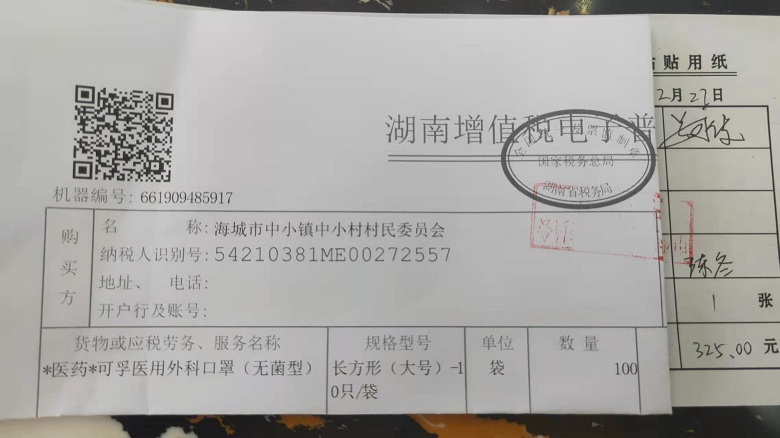 贴用纸
2月27日
湖南增值税电子普
国家税务总局
湖南省税务局
机器编号: 661909485917
购买方
名 称: 海城市中小镇中小村村民委员会
纳税人识别号: 54210381ME00272557
地址、 电话:
开户行及账号:
货物或应税劳务、服务名称 规格型号 单位 数 量
*医药*可孚医用外科口罩（无菌型） 长方形（大号）-1 袋 100
0只/袋
1 张
325.00 元